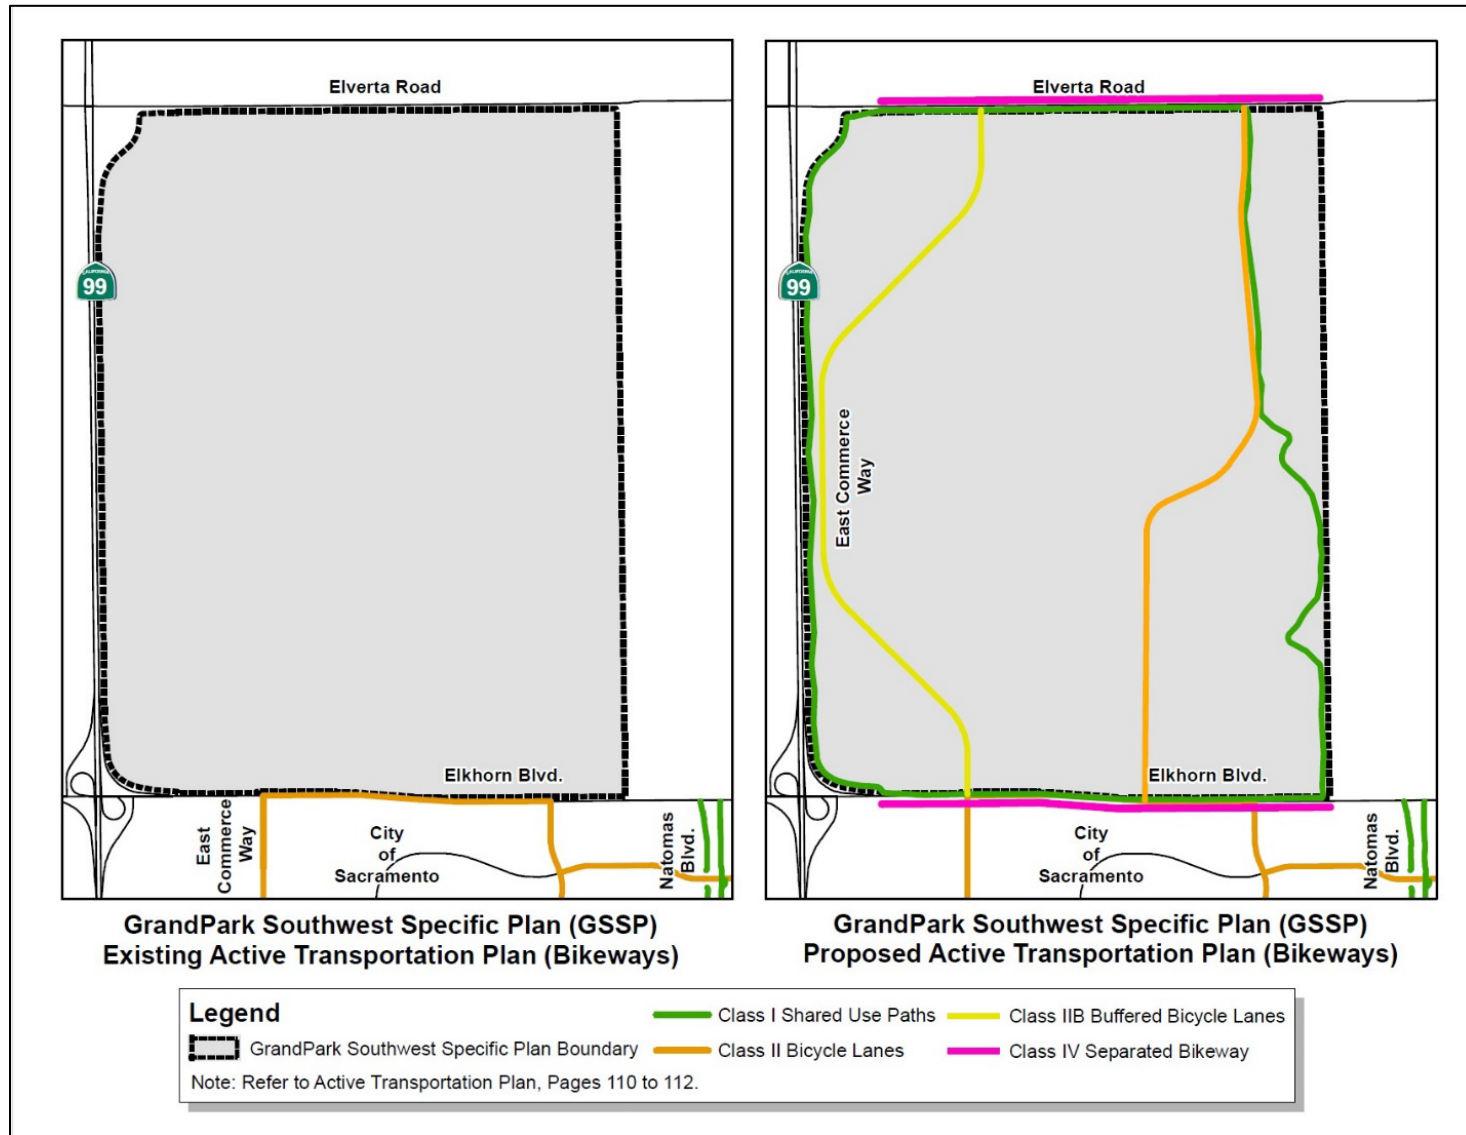 Elverta Road
CALIFORNIA
99
East Commerce Way
Elkhorn Blvd.
City
of
Sacramento
Natomas
Blvd.
GrandPark Southwest Specific Plan (GSSP)
Existing Active Transportation Plan (Bikeways)
Elverta Road
CALIFORNIA
99
East Commerce
Way
Elkhorn Blvd.
City
of
Sacramento
Natomas
Blvd.
GrandPark Southwest Specific Plan (GSSP)
Proposed Active Transportation Plan (Bikeways)
Legend
GrandPark Southwest Specific Plan Boundary
Class I Shared Use Paths
Class II Bicycle Lanes
Class IIB Buffered Bicycle Lanes
Class IV Separated Bikeway
Note: Refer to Active Transportation Plan, Pages 110 to 112.